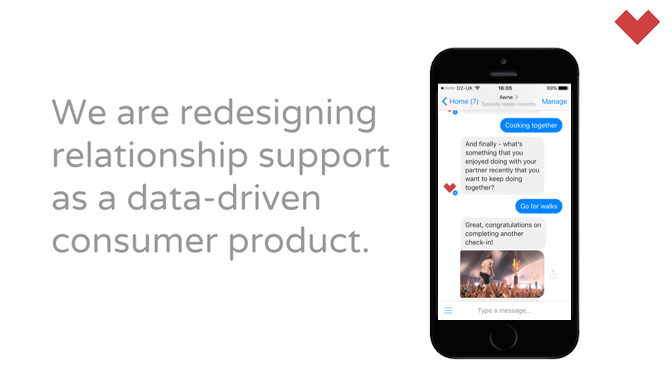 We are redesigning
relationship support
as a data-driven
consumer product.
O2-UK 16:05 99%
Home (7) Awne Manage
Typically replies instantly
Cooking together
And finally - what's
something that you
enjoyed doing with your
partner recently that you
want to keep doing
together?
Go for walks
Great, congratulations on
completing another
check-in!
Type a message...